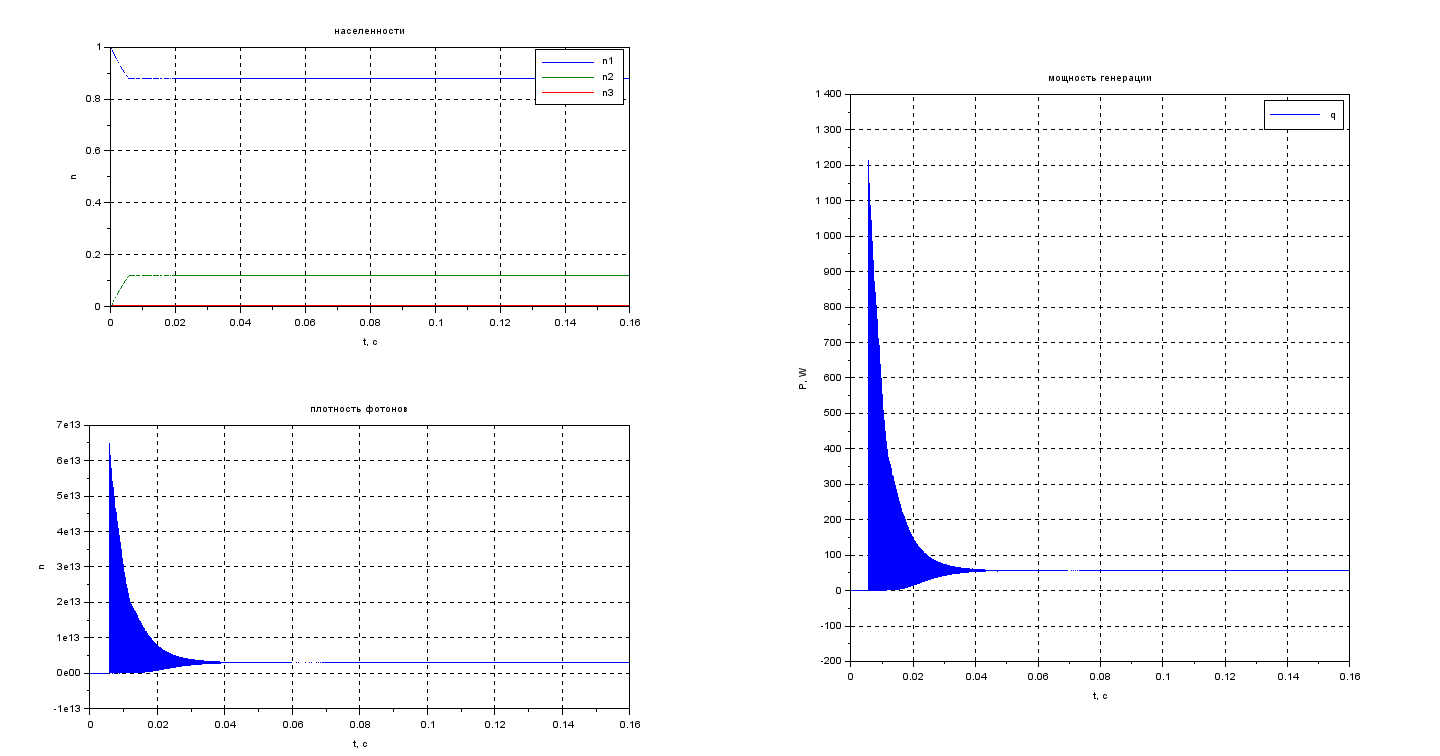 населенности
1
0.8
0.6
0.4
0.2
0
n
n1
n2
n3
0 0.02 0.04 0.06 0.08 0.1 0.12 0.14 0.16
t, c
плотность фотонов
7e13
6e13
5e13
4e13
3e13
2e13
1e13
0e00
-1e13
n
0 0.02 0.04 0.06 0.08 0.1 0.12 0.14 0.16
t, c
мощность генерации
1 400
1 300
1 200
1 100
1 000
900
800
700
600
500
400
300
200
100
0
-100
-200
P, W
q
0 0.02 0.04 0.06 0.08 0.1 0.12 0.14 0.16
t, c